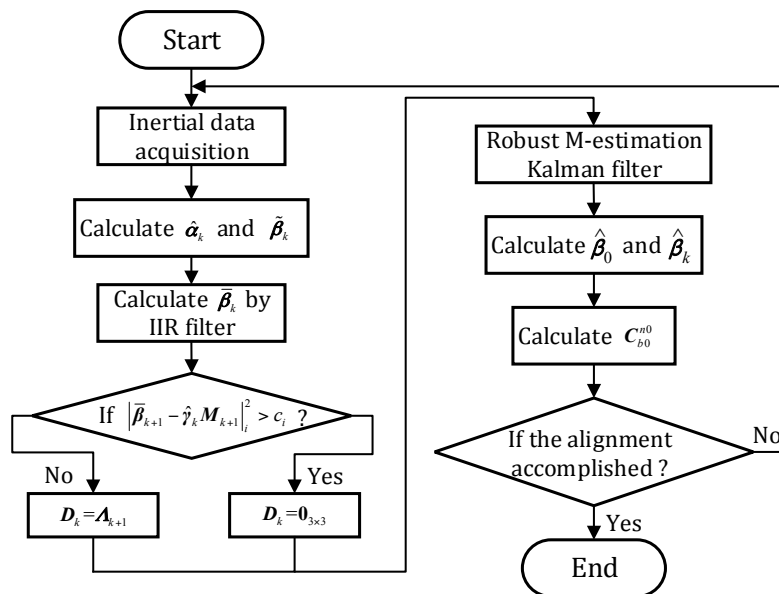 Start
Inertial data
acquisition
Calculate α̂ₖ and β̃ₖ
Calculate β̄ₖ by
IIR filter
If |β̄ₖ₊₁ − γ̂ₖMₖ₊₁|ᵢ² > cᵢ ?
No
Yes
Dₖ=Λₖ₊₁
Dₖ=0₃ₓ₃
Robust M-estimation
Kalman filter
Calculate β̂₀ and β̂ₖ
Calculate C_{b0}^{n0}
If the alignment
accomplished ?
No
Yes
End